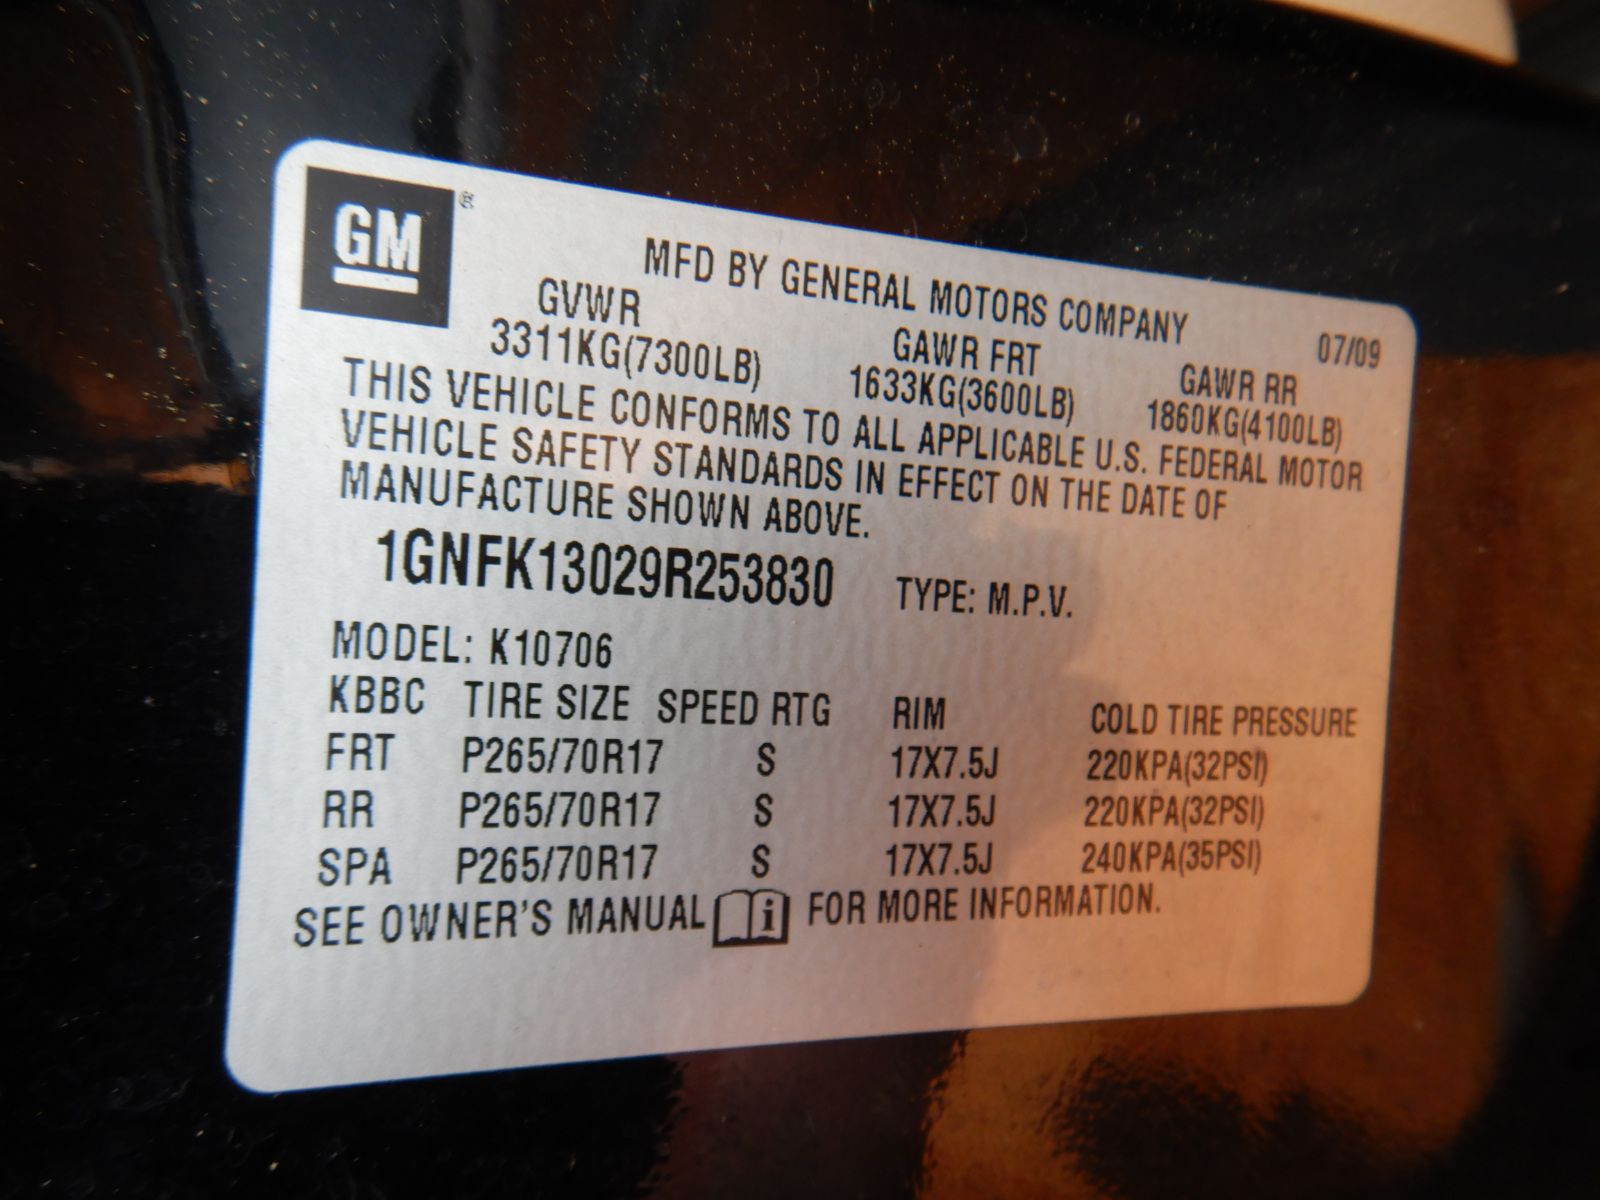 GM ®
MFD BY GENERAL MOTORS COMPANY 07/09
GVWR GAWR FRT GAWR RR
3311KG(7300LB) 1633KG(3600LB) 1860KG(4100LB)
THIS VEHICLE CONFORMS TO ALL APPLICABLE U.S. FEDERAL MOTOR
VEHICLE SAFETY STANDARDS IN EFFECT ON THE DATE OF
MANUFACTURE SHOWN ABOVE.
1GNFK13029R253830 TYPE: M.P.V.
MODEL: K10706
KBBC TIRE SIZE SPEED RTG RIM COLD TIRE PRESSURE
FRT P265/70R17 S 17X7.5J 220KPA(32PSI)
RR P265/70R17 S 17X7.5J 220KPA(32PSI)
SPA P265/70R17 S 17X7.5J 240KPA(35PSI)
SEE OWNER'S MANUAL i FOR MORE INFORMATION.